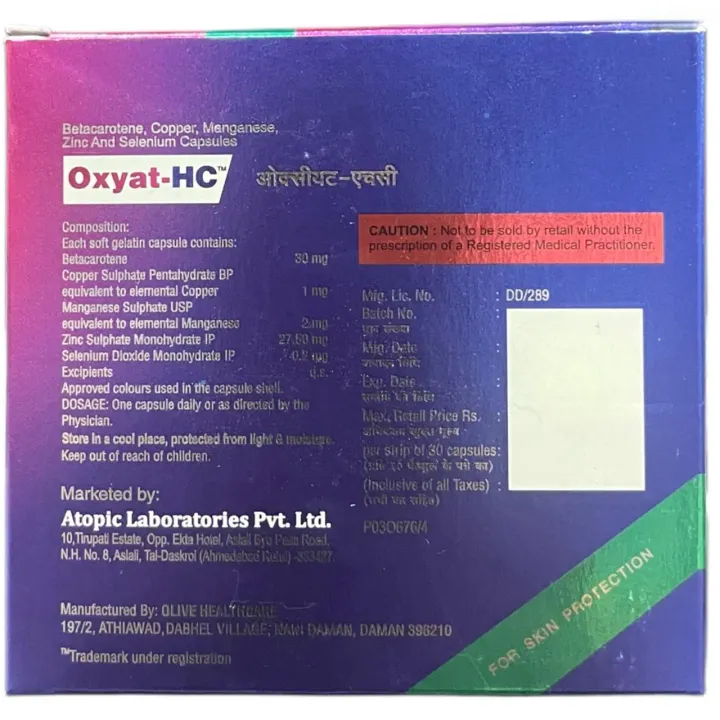 Betacarotene, Copper, Manganese,
Zinc And Selenium Capsules
Oxyat-HC™ ओक्सीयट-एचसी
Composition:
Each soft gelatin capsule contains:
Betacarotene 30 mg
Copper Sulphate Pentahydrate BP
equivalent to elemental Copper 1 mg
Manganese Sulphate USP
equivalent to elemental Manganese 2 mg
Zinc Sulphate Monohydrate IP
Selenium Dioxide Monohydrate IP
Excipients q.s.
Approved colours used in the capsule shell.
DOSAGE: One capsule daily or as directed by the
Physician.
Store in a cool place, protected from light & moisture.
Keep out of reach of children.
Marketed by:
Atopic Laboratories Pvt. Ltd.
10,Tirupati Estate, Opp. Ekta Hotel, Aslali Road,
N.H. No. 8, Aslali, Tal-Daskroi (Ahmedabad
Manufactured By: OLIVE HEALTHCARE
197/2, ATHIAWAD, DABHEL VILLAGE, NANI DAMAN, DAMAN 396210
™Trademark under registration
CAUTION : Not to be sold by retail without the
prescription of a Registered Medical Practitioner.
Mfg. Lic. No. : DD/289
Batch No. :
Mfg. Date :
Exp. Date :
Max. Retail Price Rs. :
per strip of 30 capsules:
(Inclusive of all Taxes) :
P03O676/4
FOR SKIN PROTECTION